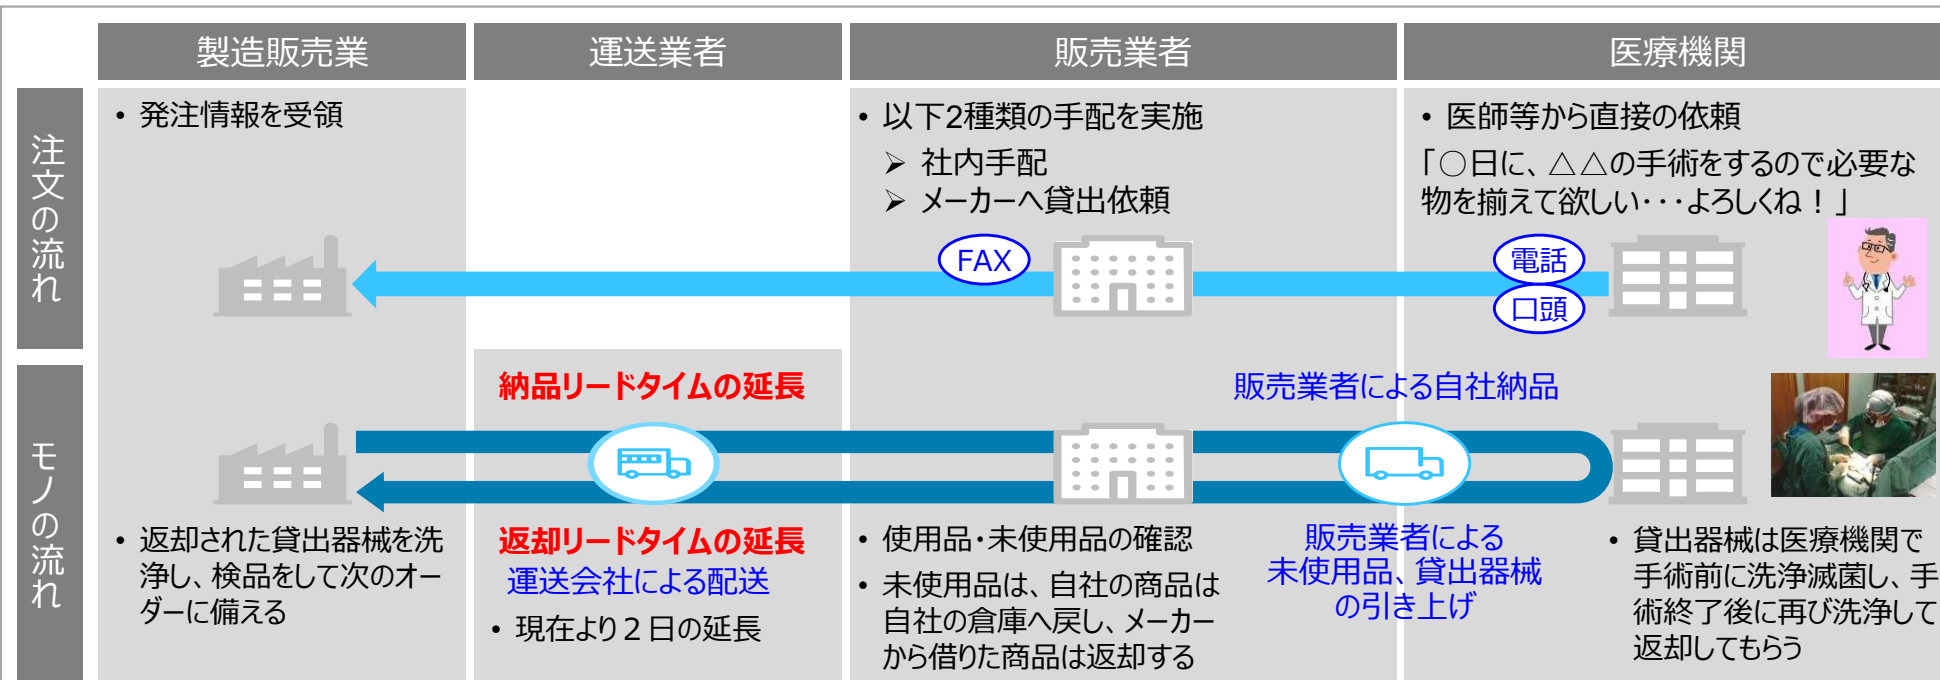 製造販売業
運送業者
販売業者
医療機関
注文の流れ
• 発注情報を受領
• 以下2種類の手配を実施
➢ 社内手配
➢ メーカーへ貸出依頼
• 医師等から直接の依頼
「○日に、△△の手術をするので必要な
物を揃えて欲しい・・・よろしくね！」
FAX
電話
口頭
モノの流れ
納品リードタイムの延長
販売業者による自社納品
• 返却された貸出器械を洗
浄し、検品をして次のオー
ダーに備える
返却リードタイムの延長
運送会社による配送
• 現在より２日の延長
• 使用品・未使用品の確認
• 未使用品は、自社の商品は
自社の倉庫へ戻し、メーカー
から借りた商品は返却する
販売業者による
未使用品、貸出器械
の引き上げ
• 貸出器械は医療機関で
手術前に洗浄滅菌し、手
術終了後に再び洗浄して
返却してもらう